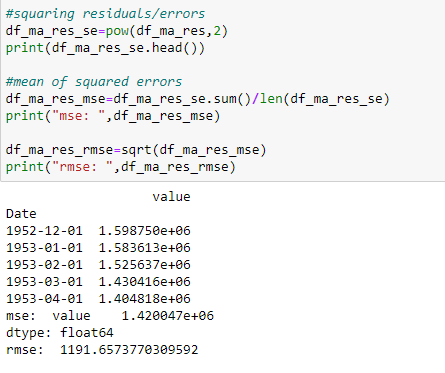 #squaring residuals/errors
df_ma_res_se=pow(df_ma_res,2)
print(df_ma_res_se.head())
#mean of squared errors
df_ma_res_mse=df_ma_res_se.sum()/len(df_ma_res_se)
print("mse: ",df_ma_res_mse)
df_ma_res_rmse=sqrt(df_ma_res_mse)
print("rmse: ",df_ma_res_rmse)
value
Date
1952-12-01 1.598750e+06
1953-01-01 1.583613e+06
1953-02-01 1.525637e+06
1953-03-01 1.430416e+06
1953-04-01 1.404818e+06
mse: value 1.420047e+06
dtype: float64
rmse: 1191.6573770309592